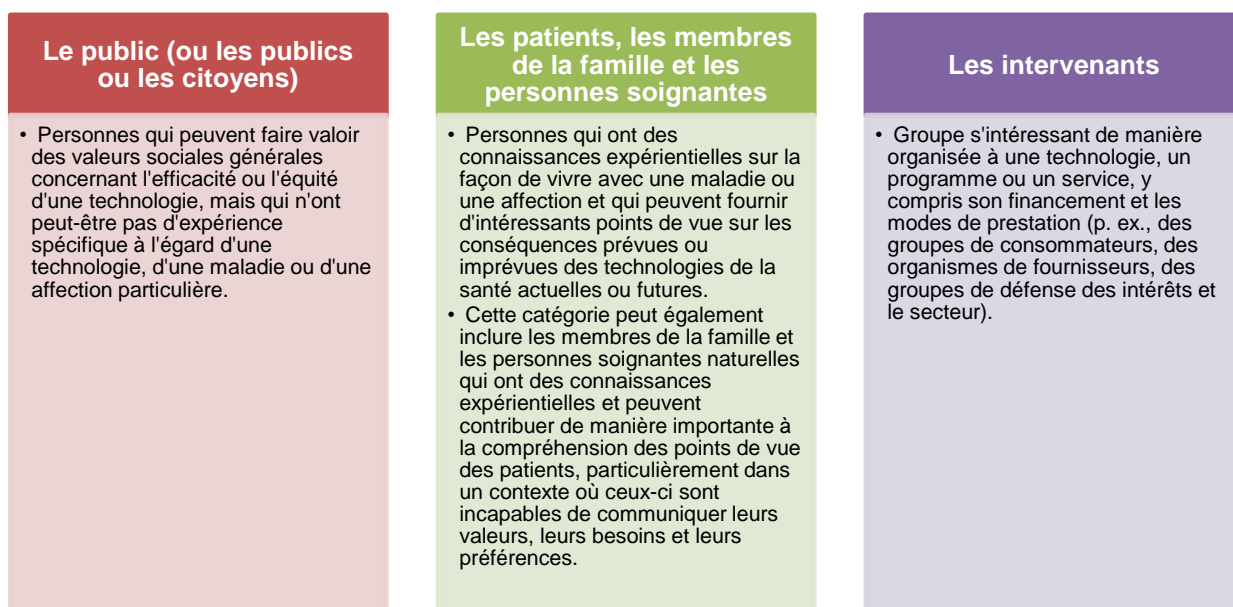 Le public (ou les publics
ou les citoyens)
• Personnes qui peuvent faire valoir
des valeurs sociales générales
concernant l'efficacité ou l'équité
d'une technologie, mais qui n'ont
peut-être pas d'expérience
spécifique à l'égard d'une
technologie, d'une maladie ou d'une
affection particulière.
Les patients, les membres
de la famille et les
personnes soignantes
• Personnes qui ont des
connaissances expérientielles sur la
façon de vivre avec une maladie ou
une affection et qui peuvent fournir
d'intéressants points de vue sur les
conséquences prévues ou
imprévues des technologies de la
santé actuelles ou futures.
• Cette catégorie peut également
inclure les membres de la famille et
les personnes soignantes naturelles
qui ont des connaissances
expérientielles et peuvent
contribuer de manière importante à
la compréhension des points de vue
des patients, particulièrement dans
un contexte où ceux-ci sont
incapables de communiquer leurs
valeurs, leurs besoins et leurs
préférences.
Les intervenants
• Groupe s'intéressant de manière
organisée à une technologie, un
programme ou un service, y
compris son financement et les
modes de prestation (p. ex., des
groupes de consommateurs, des
organismes de fournisseurs, des
groupes de défense des intérêts et
le secteur).